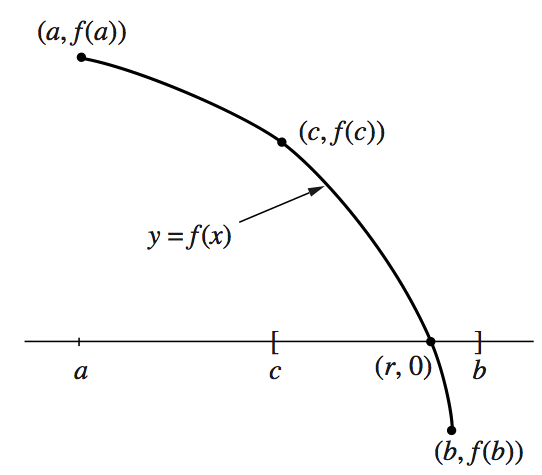 (a, f(a))
(c, f(c))
y = f(x)
[ ]
a c (r, 0) b
(b, f(b))